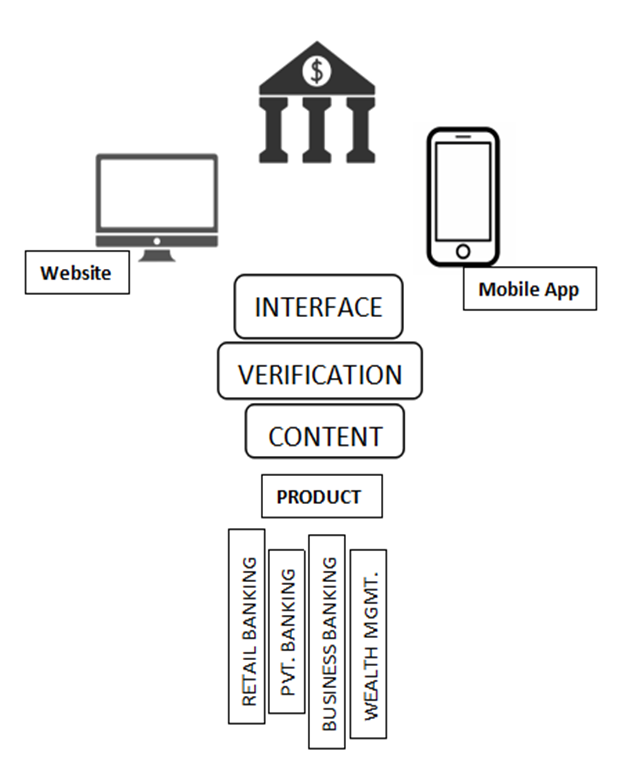 $
Website
Mobile App
INTERFACE
VERIFICATION
CONTENT
PRODUCT
RETAIL BANKING
PVT. BANKING
BUSINESS BANKING
WEALTH MGMT.